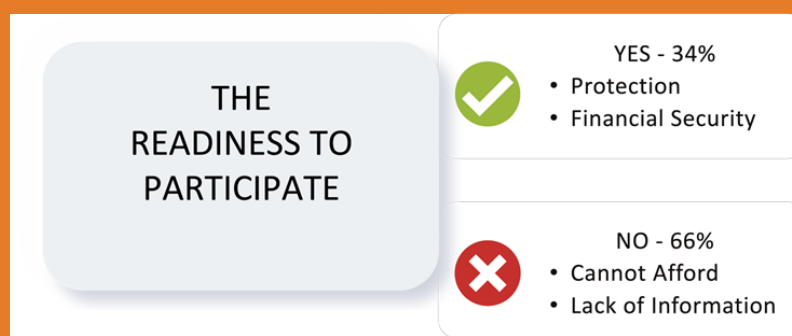 THE
READINESS TO
PARTICIPATE
YES - 34%
• Protection
• Financial Security
NO - 66%
• Cannot Afford
• Lack of Information